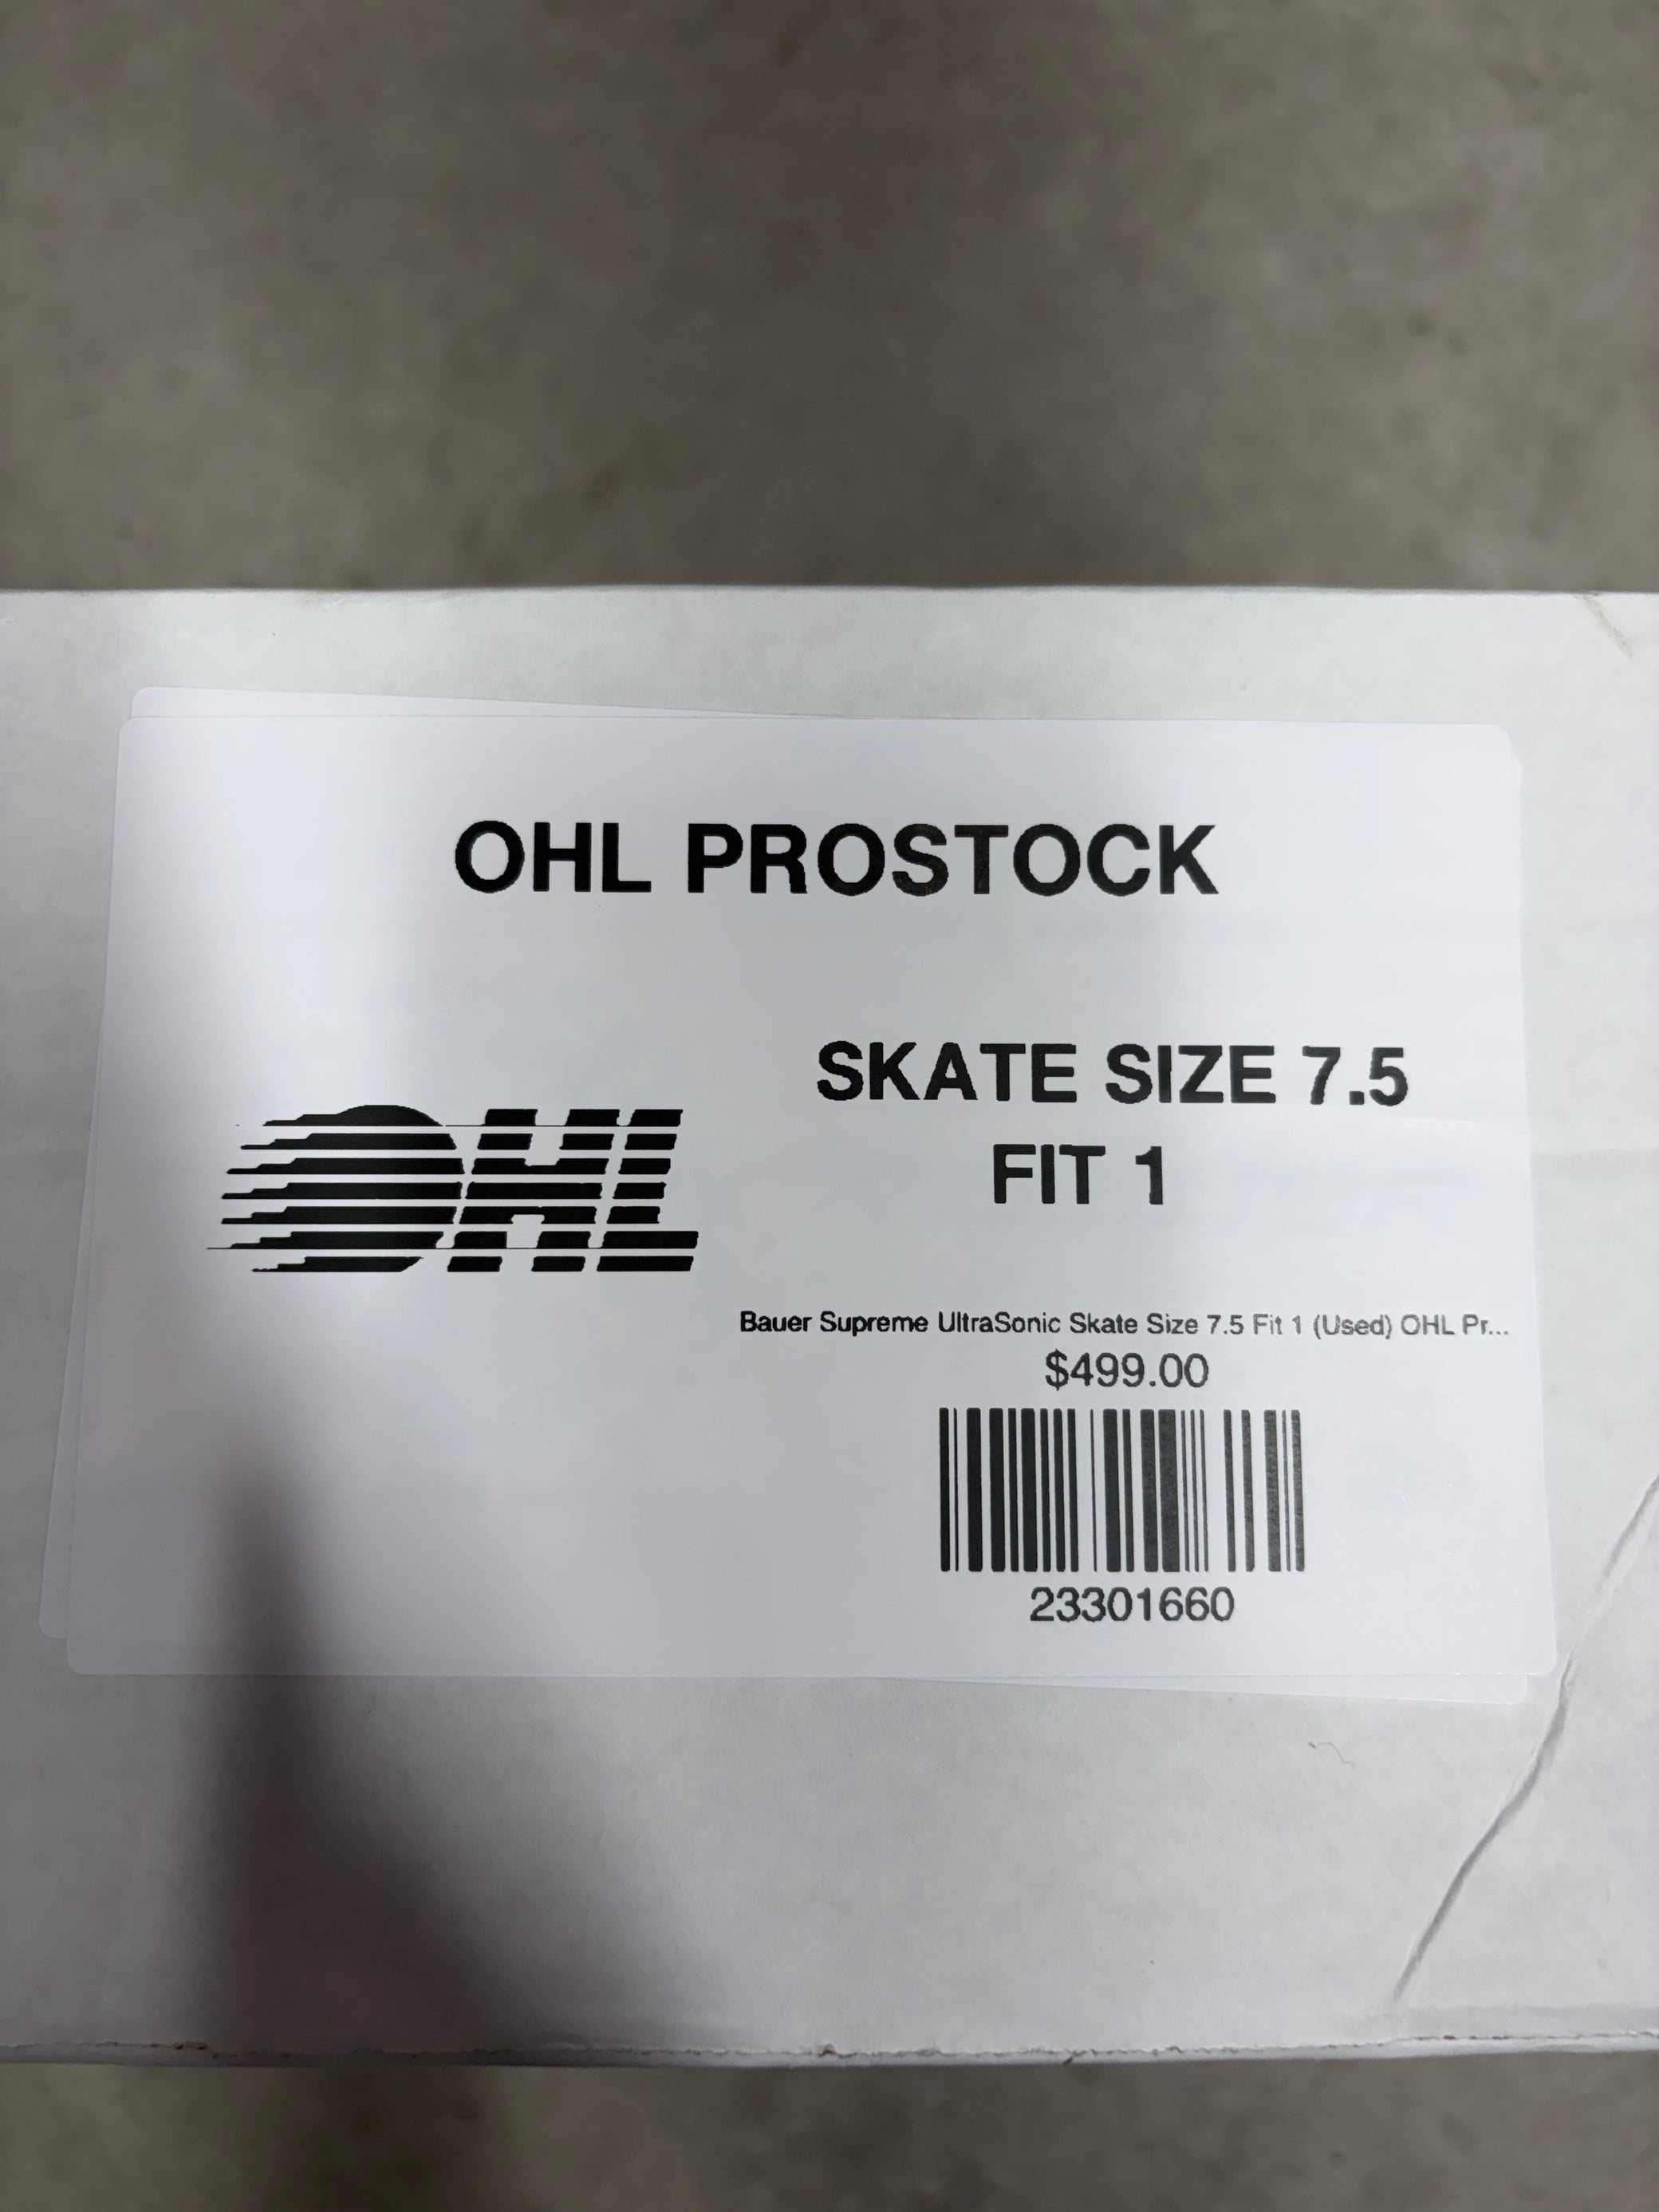 OHL PROSTOCK
SKATE SIZE 7.5
FIT 1
OHL
Bauer Supreme UltraSonic Skate Size 7.5 Fit 1 (Used) OHL Pr...
$499.00
23301660